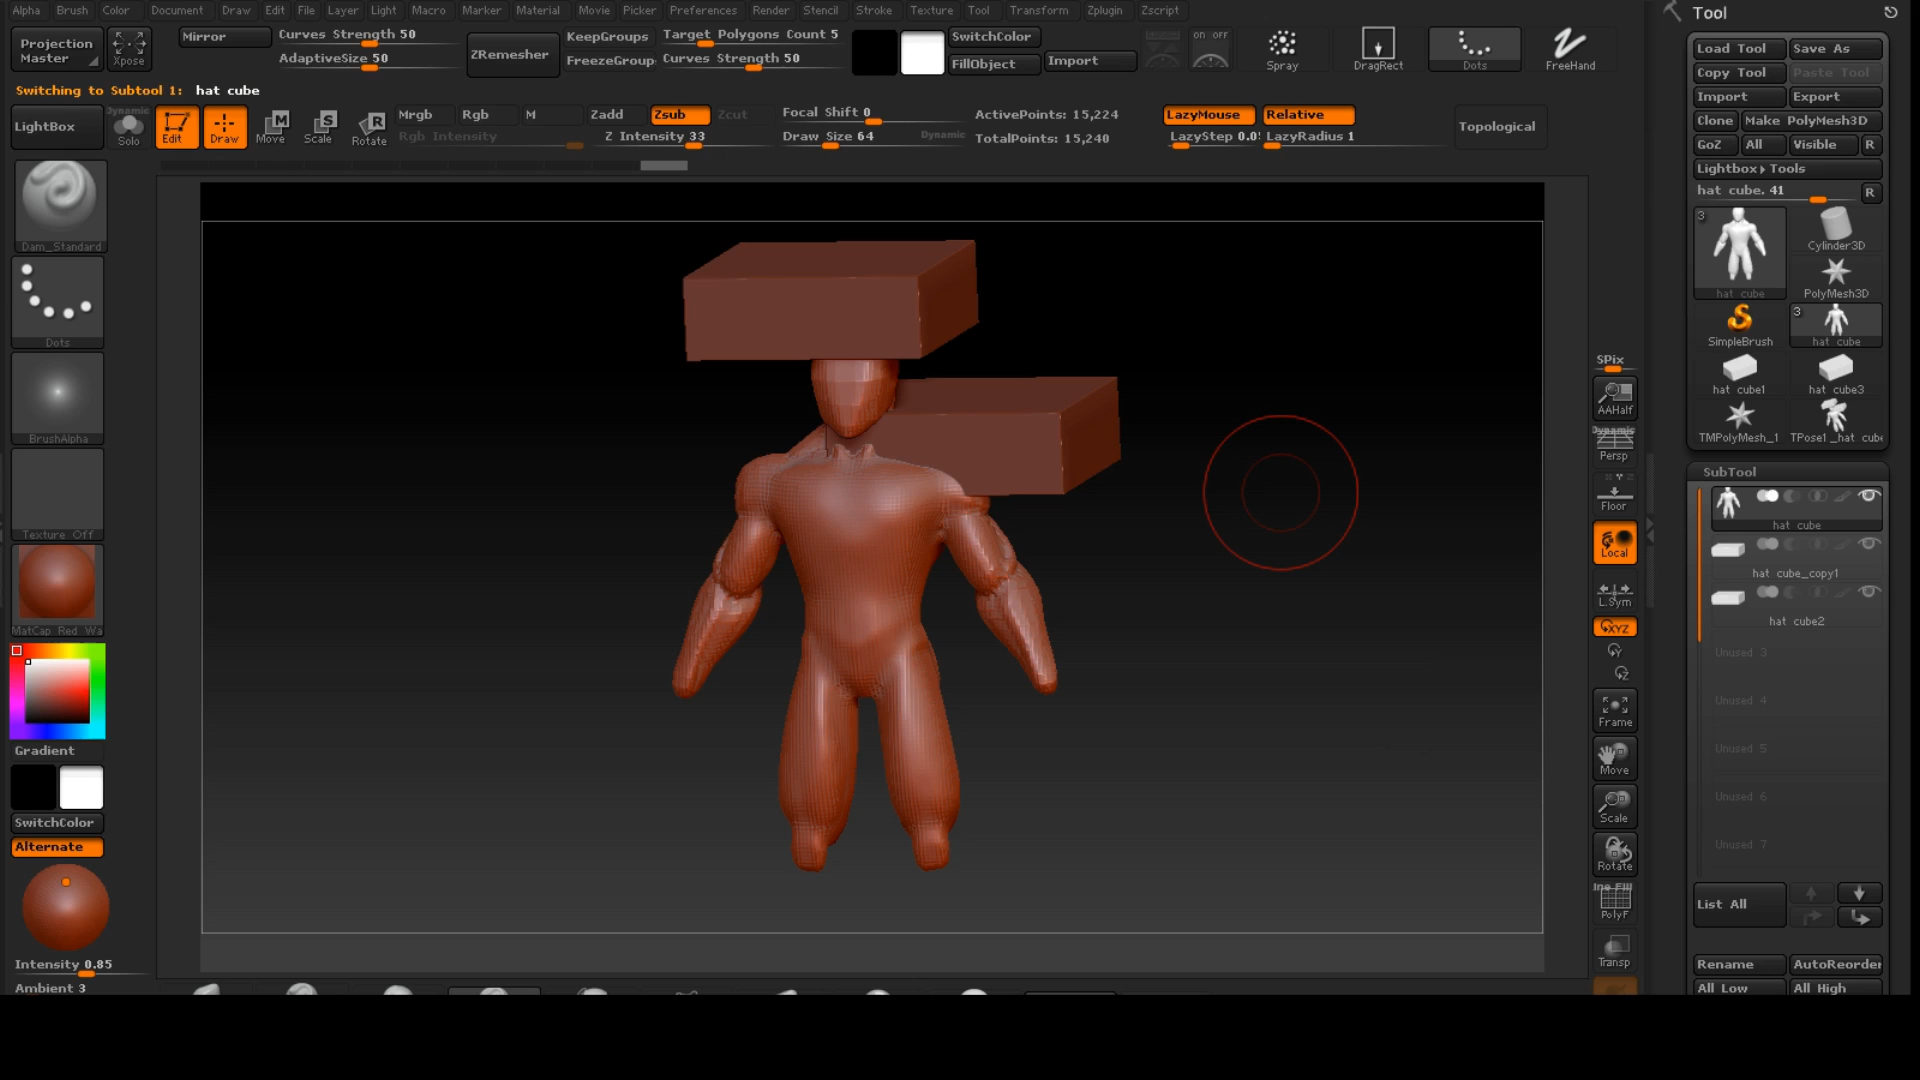 Alpha Brush Color Document Draw Edit File Layer Light Macro Marker Material Movie Picker Preferences Render Stencil Stroke Texture Tool Transform Zplugin Zscript
Projection Master
Xpose
Mirror
Curves Strength 50
AdaptiveSize 50
ZRemesher
KeepGroups
FreezeGroup
Target Polygons Count 5
Curves Strength 50
SwitchColor
FillObject
Import
on off
Spray
DragRect
Dots
FreeHand
Switching to Subtool 1: hat cube
LightBox
Dynamic
Solo
Edit
Draw
Move
Scale
Rotate
Mrgb Rgb M
Rgb Intensity
Zadd Zsub Zcut
Z Intensity 33
Focal Shift 0
Draw Size 64
Dynamic
ActivePoints: 15,224
TotalPoints: 15,240
LazyMouse
Relative
LazyStep 0.0
LazyRadius 1
Topological
Dam_Standard
Dots
BrushAlpha
Texture Off
MatCap Red Wa
Gradient
SwitchColor
Alternate
Intensity 0.85
Ambient 3
SPix
AAHalf
Dynamic
Persp
Floor
Local
L.Sym
XYZ
Y
Z
Frame
Move
Scale
Rotate
PolyF
Transp
Tool
Load Tool
Save As
Copy Tool
Paste Tool
Import
Export
Clone
Make PolyMesh3D
GoZ
All
Visible
R
Lightbox▸Tools
hat cube. 41
R
3
hat cube
Cylinder3D
PolyMesh3D
SimpleBrush
3
hat cube
hat cube1
hat cube3
TMPolyMesh_1
TPose1_hat cube
SubTool
hat cube
hat cube_copy1
hat cube2
Unused 3
Unused 4
Unused 5
Unused 6
Unused 7
List All
Rename
AutoReorder
All Low
All High